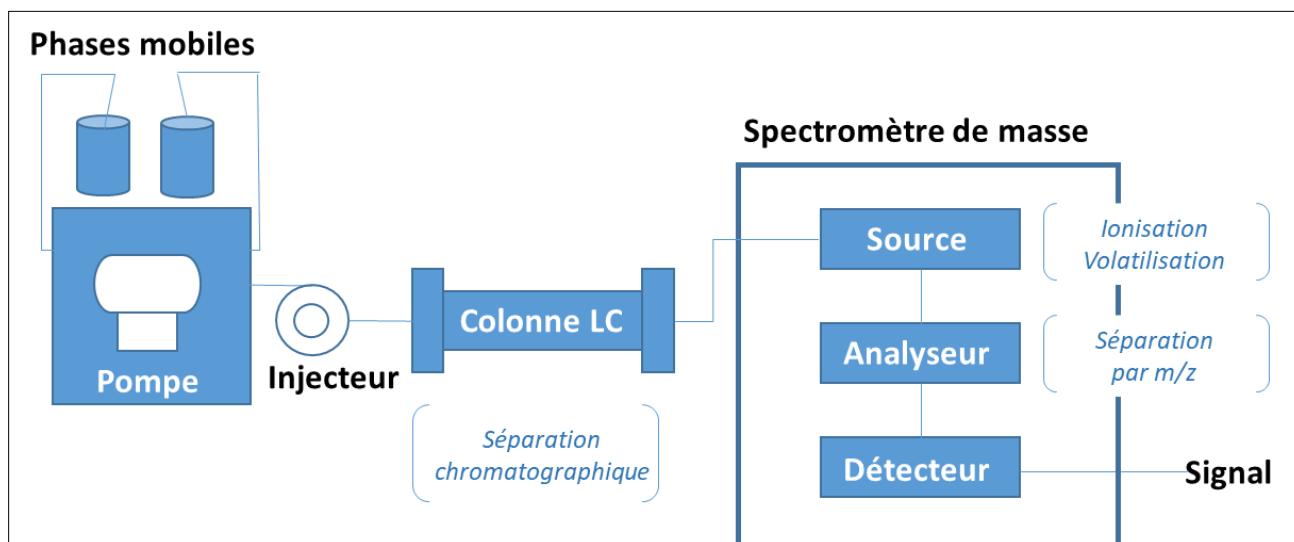 Phases mobiles
Pompe
Injecteur
Colonne LC
Séparation
chromatographique
Spectromètre de masse
Source
Ionisation
Volatilisation
Analyseur
Séparation
par m/z
Détecteur
Signal